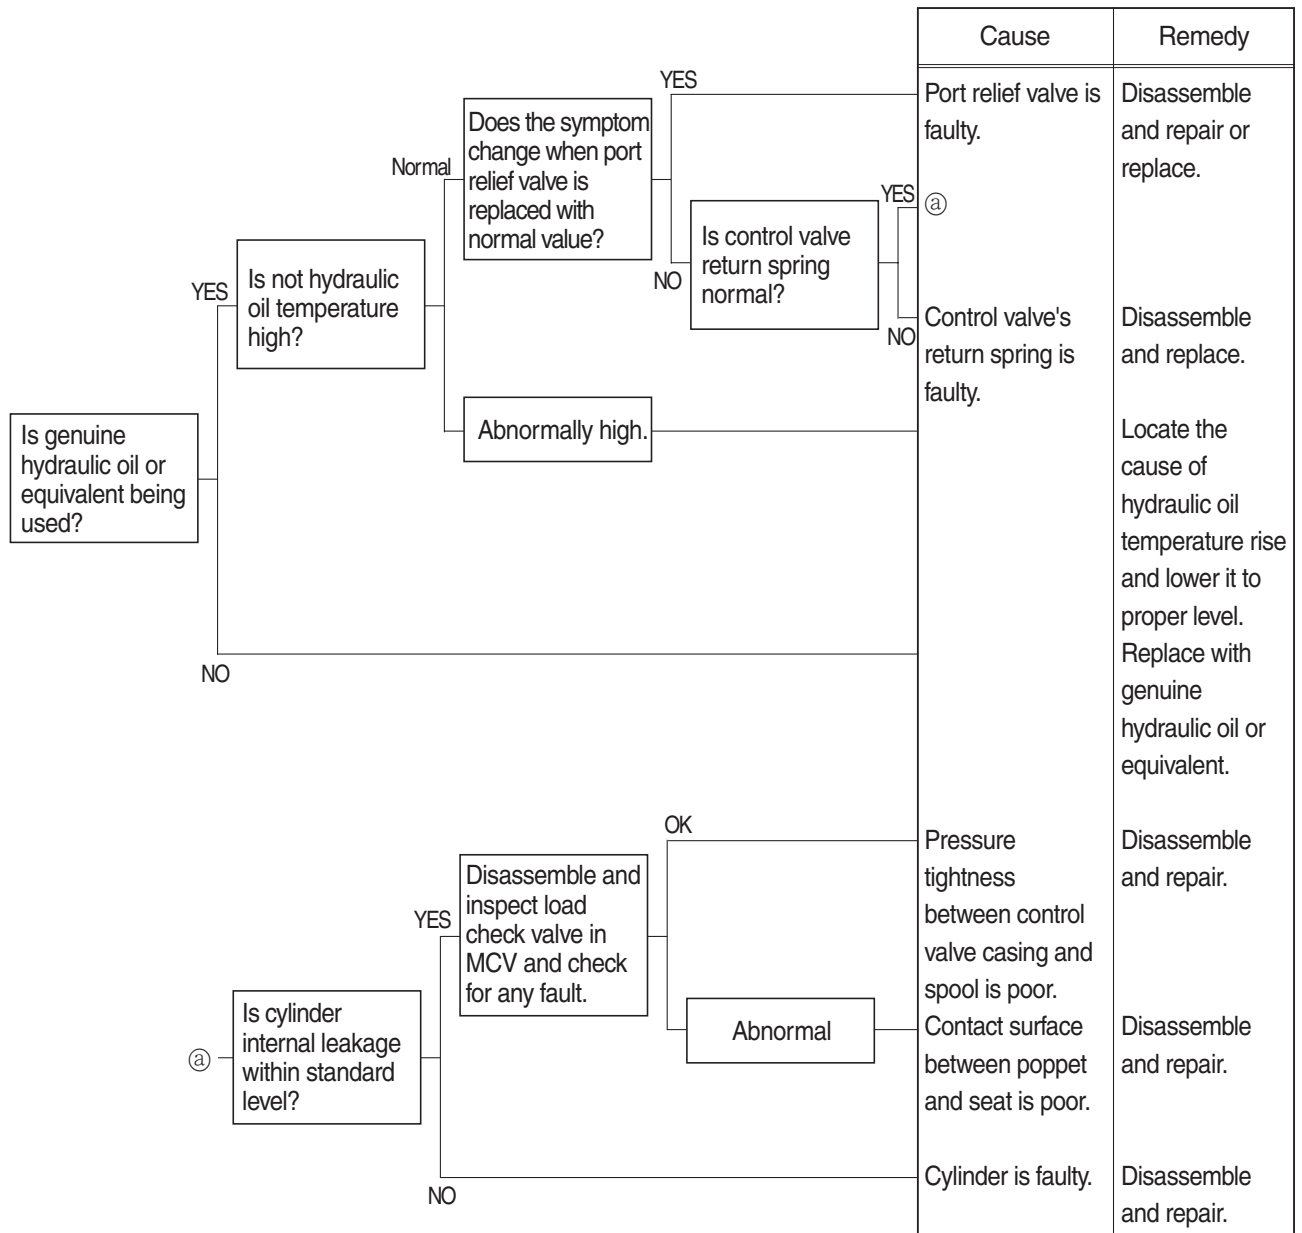 Cause
Remedy
YES
Port relief valve is
faulty.
Disassemble
and repair or
replace.
Does the symptom
change when port
relief valve is
replaced with
normal value?
Normal
YES
ⓐ
Is control valve
return spring
normal?
NO
Is not hydraulic
oil temperature
high?
YES
NO
Control valve's
return spring is
faulty.
Disassemble
and replace.
Abnormally high.
Is genuine
hydraulic oil or
equivalent being
used?
Locate the
cause of
hydraulic oil
temperature rise
and lower it to
proper level.
NO
Replace with
genuine
hydraulic oil or
equivalent.
OK
Pressure
tightness
between control
valve casing and
spool is poor.
Disassemble
and repair.
Disassemble and
inspect load
check valve in
MCV and check
for any fault.
YES
Abnormal
Contact surface
between poppet
and seat is poor.
Disassemble
and repair.
ⓐ
Is cylinder
internal leakage
within standard
level?
NO
Cylinder is faulty.
Disassemble
and repair.